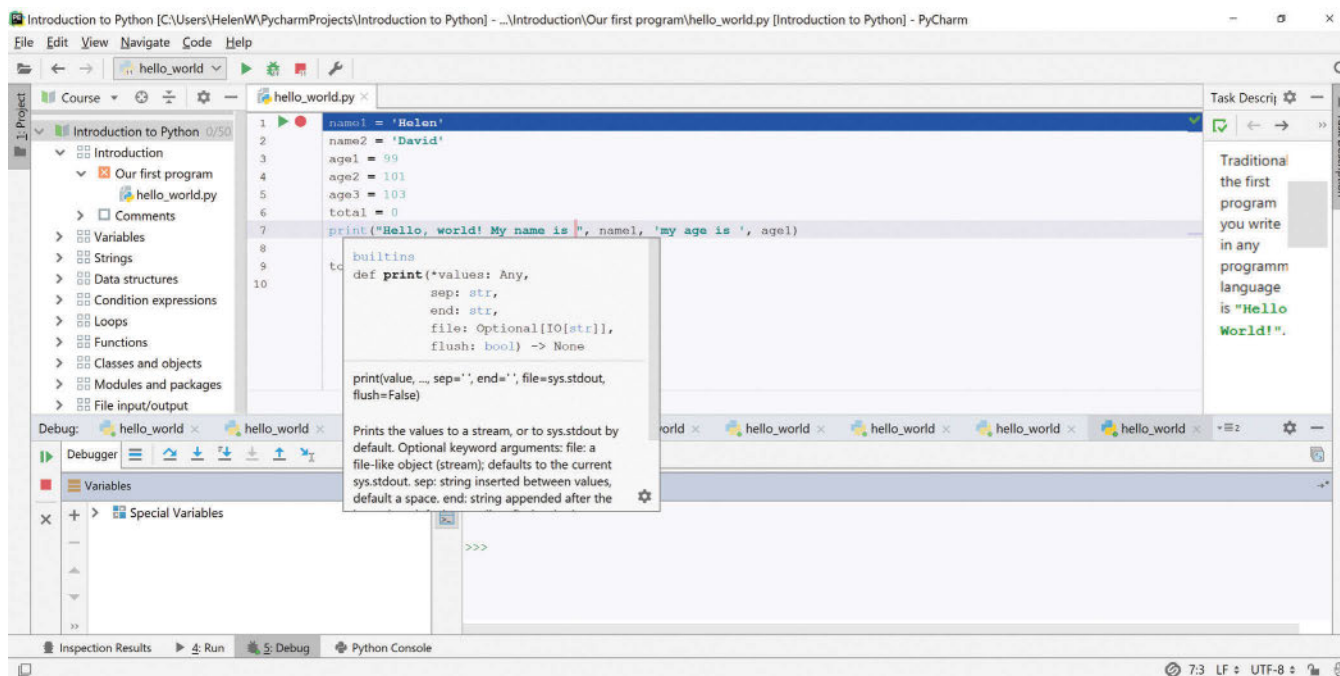 Introduction to Python [C:\Users\HelenW\PycharmProjects\Introduction to Python] - ...\Introduction\Our first program\hello_world.py [Introduction to Python] - PyCharm
File Edit View Navigate Code Help
hello_world
1: Project
Course
hello_world.py
Task Descrij
Introduction to Python 0/50
Introduction
Our first program
hello_world.py
Comments
Variables
Strings
Data structures
Condition expressions
Loops
Functions
Classes and objects
Modules and packages
File input/output
1 name1 = 'Helen'
2 name2 = 'David'
3 age1 = 99
4 age2 = 101
5 age3 = 103
6 total = 0
7 print("Hello, world! My name is ", name1, 'my age is ', age1)
8
9 to
10
builtins
def print(*values: Any,
sep: str,
end: str,
file: Optional[IO[str]],
flush: bool) -> None
print(value, ..., sep=' ', end=' ', file=sys.stdout,
flush=False)
Prints the values to a stream, or to sys.stdout by
default. Optional keyword arguments: file: a
file-like object (stream); defaults to the current
sys.stdout. sep: string inserted between values,
default a space. end: string appended after the
Traditional
the first
program
you write
in any
programm
language
is "Hello
World!".
Debug: hello_world hello_world vorld hello_world hello_world hello_world hello_world
2
Debugger
Variables
Special Variables
>>>
Inspection Results 4: Run 5: Debug Python Console
7:3 LF UTF-8